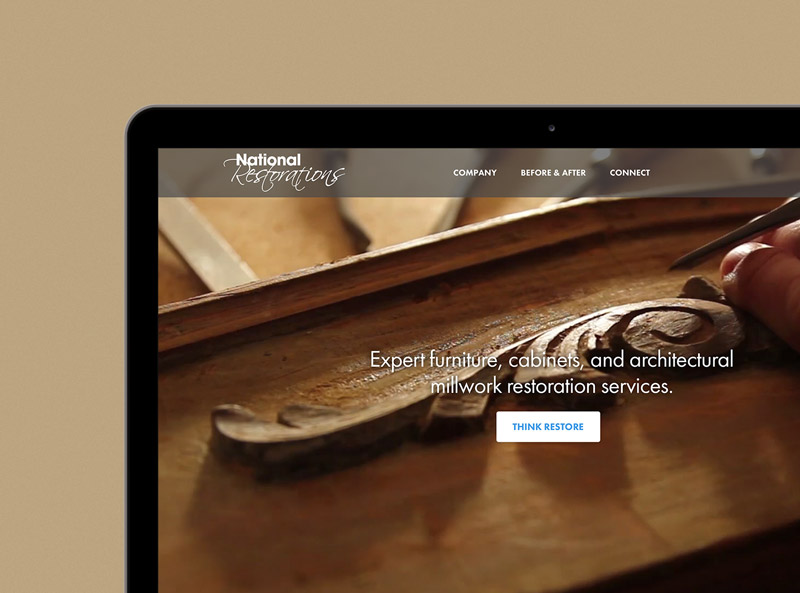 National
Restorations
COMPANY
BEFORE & AFTER
CONNECT
Expert furniture, cabinets, and architectural
millwork restoration services.
THINK RESTORE